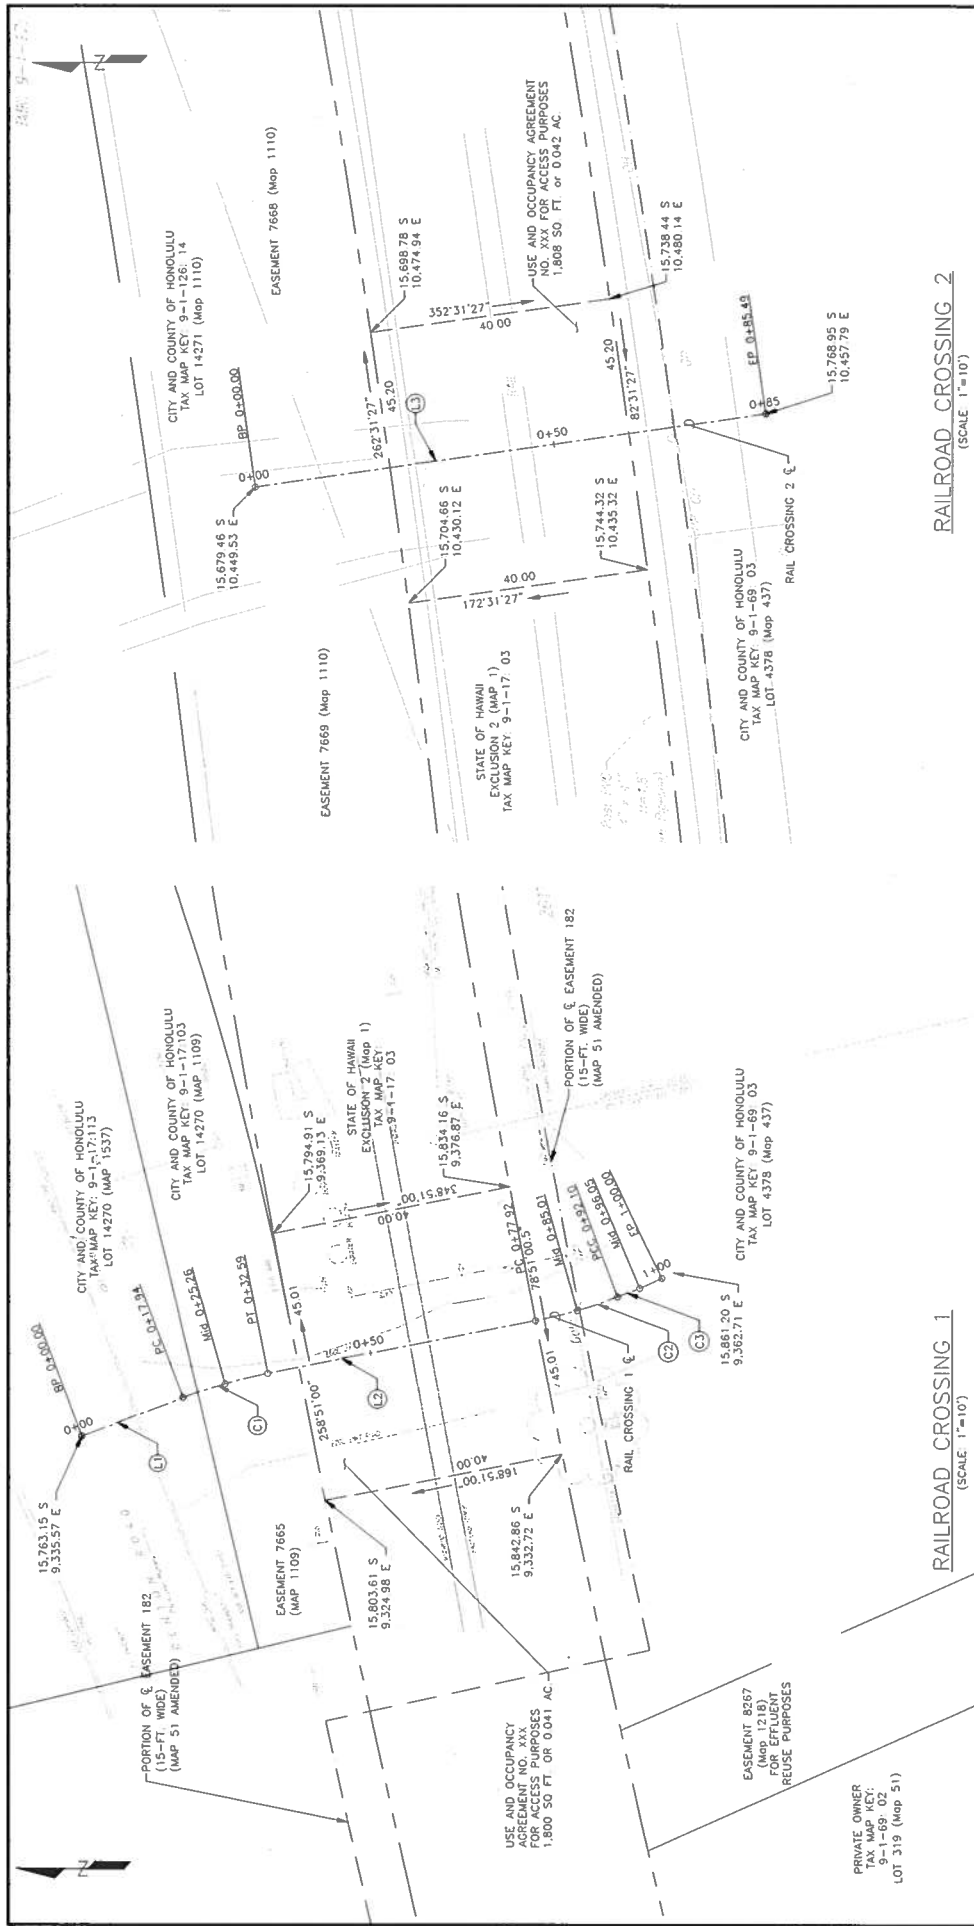 CITY AND COUNTY OF HONOLULU
TAX MAP KEY: 9-1-17:113
LOT 14270 (MAP 1537)
CITY AND COUNTY OF HONOLULU
TAX MAP KEY: 9-1-17:103
LOT 14270 (MAP 1109)
15,763.15 S
9,335.57 E
BP 0+00.00
0+00
PC 0+17.94
Mid 0+25.26
PT 0+32.59
L1
C1
PORTION OF ℄ EASEMENT 182
(15-FT. WIDE)
(MAP 51 AMENDED)
EASEMENT 7665
(MAP 1109)
15,803.61 S
9,324.98 E
258°51'00"
45.01
15,794.91 S
9,369.13 E
L2
0+50
STATE OF HAWAII
EXCLUSION 2 (Map 1)
TAX MAP KEY:
9-1-17: 03
348°51'00"
40.00
168°51'00"
40.00
15,834.16 S
9,376.87 E
15,842.86 S
9,332.72 E
PC 0+77.92
78°51'00.5"
45.01
Mid 0+85.01
PCC 0+92.10
Mid 0+96.05
EP 1+00.00
1+00
PORTION OF ℄ EASEMENT 182
(15-FT. WIDE)
(MAP 51 AMENDED)
RAIL CROSSING 1 ℄
C2
C3
15,861.20 S
9,362.71 E
USE AND OCCUPANCY
AGREEMENT NO. XXX
FOR ACCESS PURPOSES
1,800 SQ FT. OR 0.041 AC.
CITY AND COUNTY OF HONOLULU
TAX MAP KEY: 9-1-69: 03
LOT 4378 (Map 437)
EASEMENT 8267
(Map 1218)
FOR EFFLUENT
REUSE PURPOSES
PRIVATE OWNER
TAX MAP KEY:
9-1-69: 02
LOT 319 (Map 51)
RAILROAD CROSSING 1
(SCALE: 1"=10')
Z
CITY AND COUNTY OF HONOLULU
TAX MAP KEY: 9-1-126: 14
LOT 14271 (Map 1110)
EASEMENT 7668 (Map 1110)
EASEMENT 7669 (Map 1110)
15,679.46 S
10,449.53 E
BP 0+00.00
0+00
262°31'27"
45.20
15,698.78 S
10,474.94 E
L3
15,704.66 S
10,430.12 E
352°31'27"
40.00
USE AND OCCUPANCY AGREEMENT
NO. XXX FOR ACCESS PURPOSES
1,808 SQ. FT. or 0.042 AC.
0+50
172°31'27"
40.00
STATE OF HAWAII
EXCLUSION 2 (MAP 1)
TAX MAP KEY: 9-1-17: 03
15,744.32 S
10,435.32 E
82°31'27"
45.20
15,738.44 S
10,480.14 E
EP 0+85.49
0+85
15,768.95 S
10,457.79 E
RAIL CROSSING 2 ℄
CITY AND COUNTY OF HONOLULU
TAX MAP KEY: 9-1-69: 03
LOT 4378 (Map 437)
RAILROAD CROSSING 2
(SCALE: 1"=10')
Z